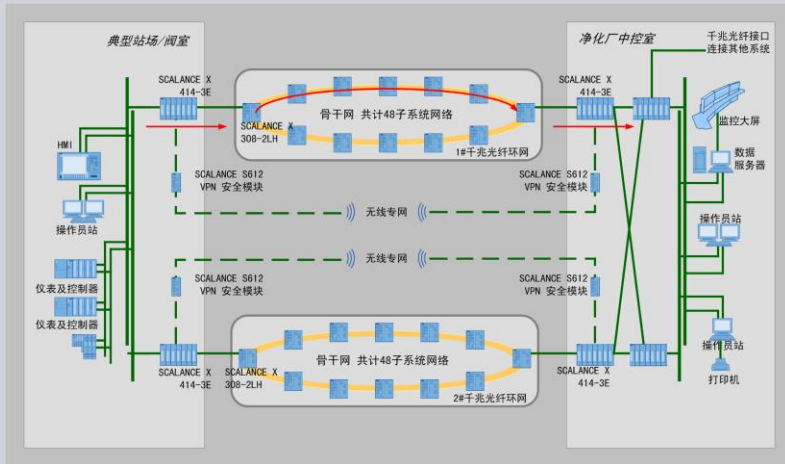 典型站场/阀室
净化厂中控室
千兆光纤接口
连接其他系统
SCALANCE X
414-3E
骨干网 共计48子系统网络
SCALANCE X
308-2LH
1#千兆光纤环网
SCALANCE X
414-3E
监控大屏
HMI
数据
服务器
SCALANCE S612
VPN 安全模块
SCALANCE S612
VPN 安全模块
无线专网
操作员站
操作员站
无线专网
SCALANCE S612
VPN 安全模块
SCALANCE S612
VPN 安全模块
仪表及控制器
仪表及控制器
操作员站
打印机
SCALANCE X
414-3E
SCALANCE X
308-2LH
骨干网 共计48子系统网络
2#千兆光纤环网
SCALANCE X
414-3E